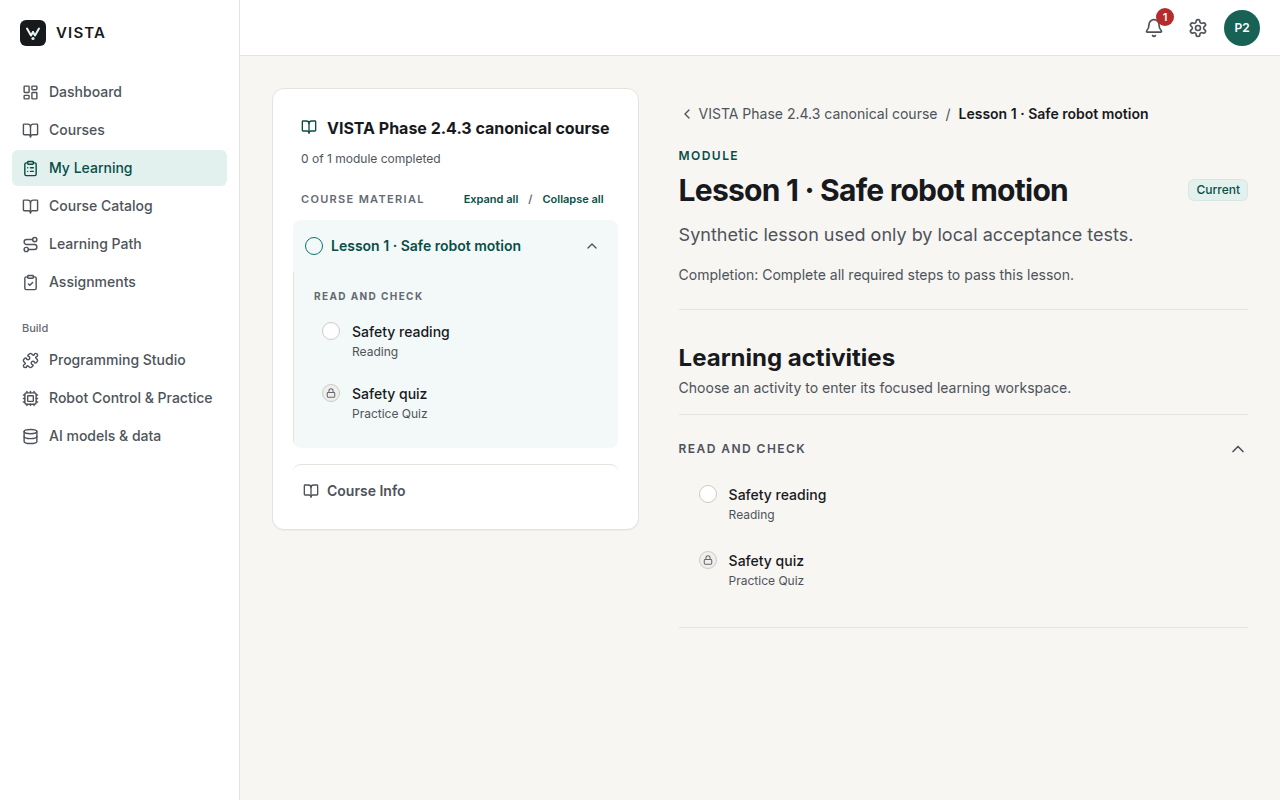 VISTA
1
P2
Dashboard
Courses
My Learning
Course Catalog
Learning Path
Assignments
Build
Programming Studio
Robot Control & Practice
AI models & data
VISTA Phase 2.4.3 canonical course
0 of 1 module completed
COURSE MATERIAL Expand all / Collapse all
Lesson 1 · Safe robot motion
READ AND CHECK
Safety reading
Reading
Safety quiz
Practice Quiz
Course Info
VISTA Phase 2.4.3 canonical course / Lesson 1 · Safe robot motion
MODULE
Lesson 1 · Safe robot motion
Current
Synthetic lesson used only by local acceptance tests.
Completion: Complete all required steps to pass this lesson.
Learning activities
Choose an activity to enter its focused learning workspace.
READ AND CHECK
Safety reading
Reading
Safety quiz
Practice Quiz